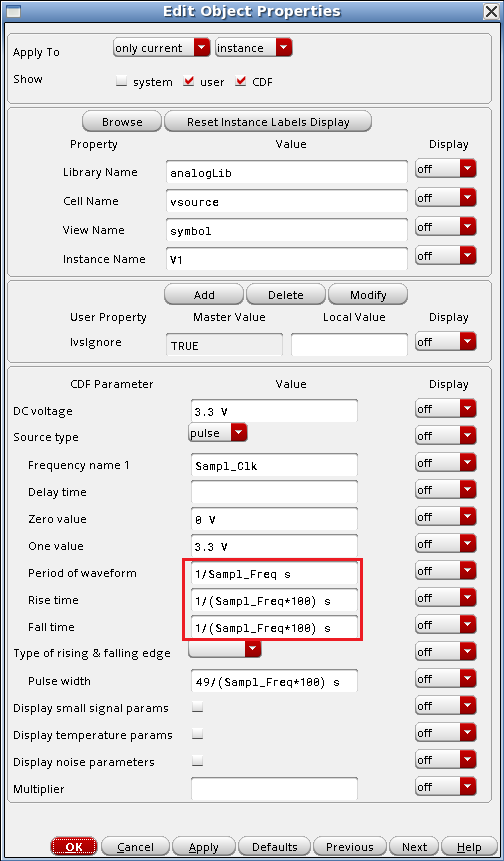 Edit Object Properties
Apply To only current instance
Show system user CDF
Browse Reset Instance Labels Display
Property Value Display
Library Name analogLib off
Cell Name vsource off
View Name symbol off
Instance Name V1 off
Add Delete Modify
User Property Master Value Local Value Display
lvsIgnore TRUE off
CDF Parameter Value Display
DC voltage 3.3 V off
Source type pulse off
Frequency name 1 Sampl_Clk off
Delay time off
Zero value 0 V off
One value 3.3 V off
Period of waveform 1/Sampl_Freq s off
Rise time 1/(Sampl_Freq*100) s off
Fall time 1/(Sampl_Freq*100) s off
Type of rising & falling edge off
Pulse width 49/(Sampl_Freq*100) s off
Display small signal params off
Display temperature params off
Display noise parameters off
Multiplier off
OK Cancel Apply Defaults Previous Next Help